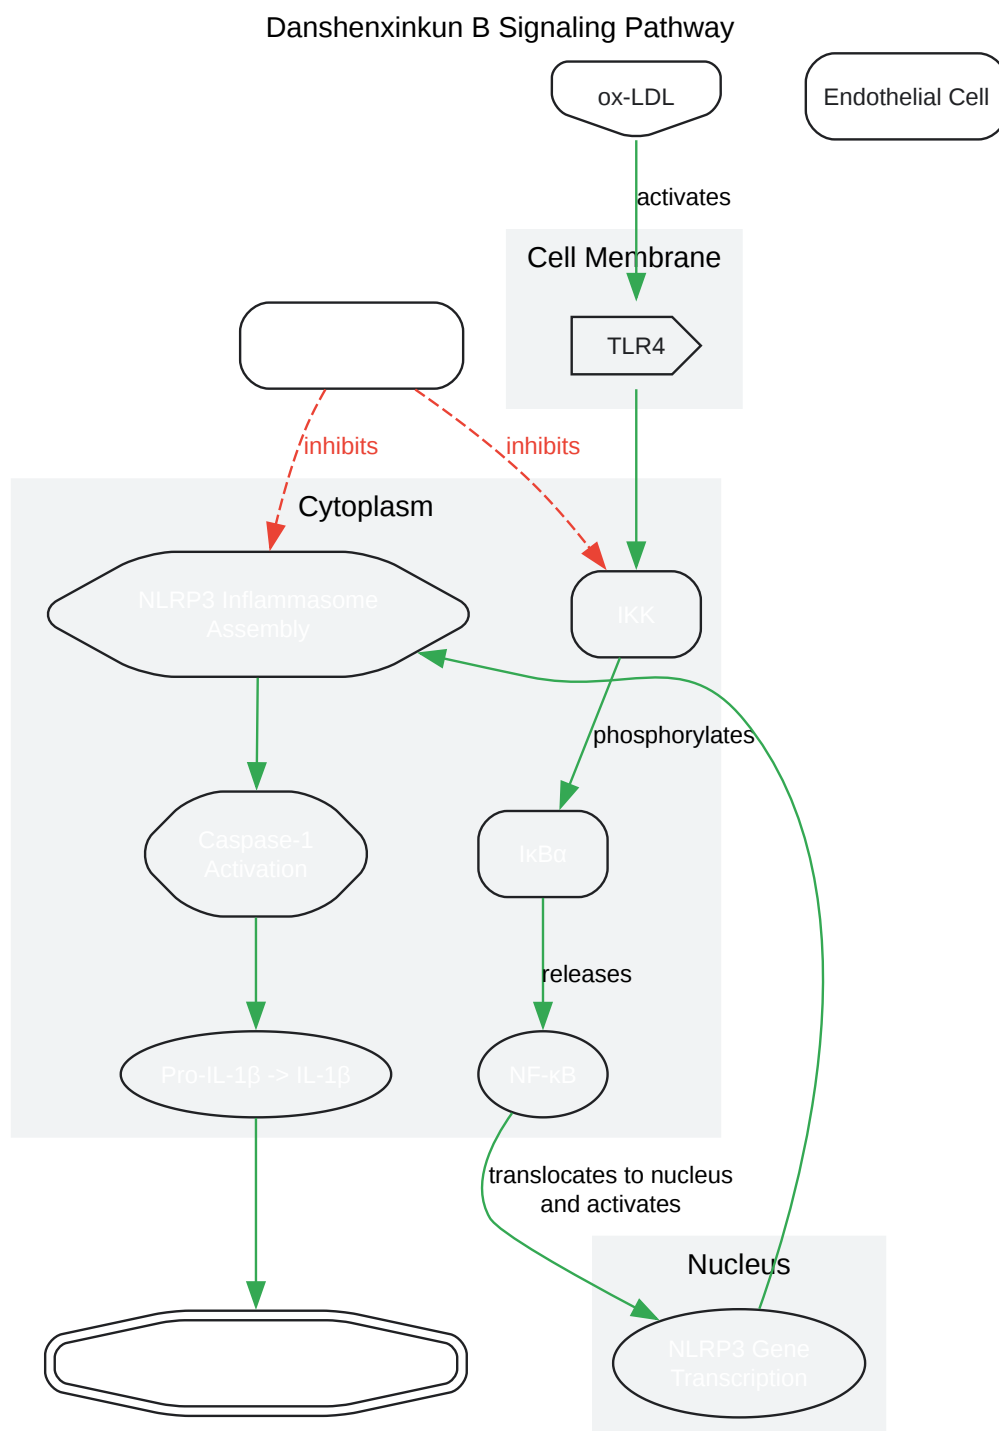 Danshenxinkun B Signaling Pathway
ox-LDL
Endothelial Cell
activates
Cell Membrane
TLR4
inhibits
inhibits
Cytoplasm
NLRP3 Inflammasome
Assembly
IKK
phosphorylates
Caspase-1
Activation
IκBα
releases
Pro-IL-1β -> IL-1β
NF-κB
translocates to nucleus
and activates
Nucleus
NLRP3 Gene
Transcription